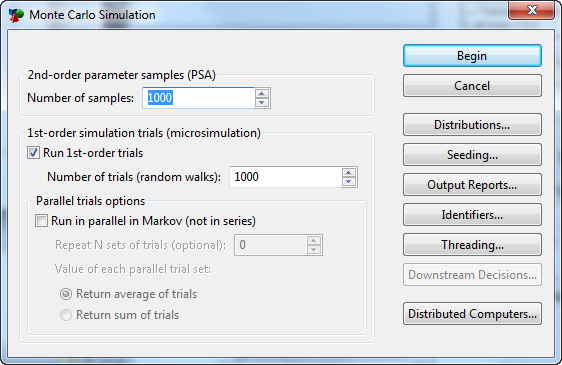 Monte Carlo Simulation
2nd-order parameter samples (PSA)
Number of samples: 1000
1st-order simulation trials (microsimulation)
Run 1st-order trials
Number of trials (random walks): 1000
Parallel trials options
Run in parallel in Markov (not in series)
Repeat N sets of trials (optional): 0
Value of each parallel trial set:
Return average of trials
Return sum of trials
Begin
Cancel
Distributions...
Seeding...
Output Reports...
Identifiers...
Threading...
Downstream Decisions...
Distributed Computers...